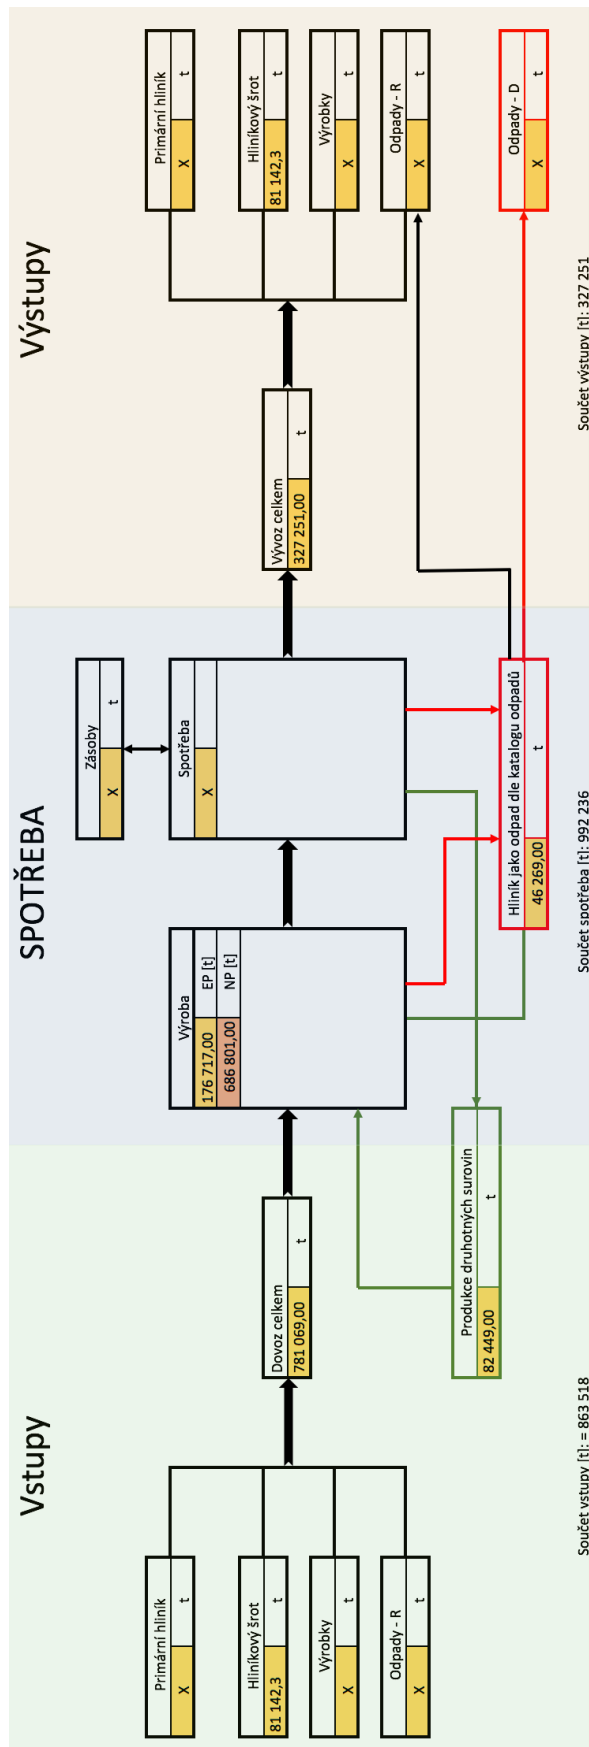 Vstupy
SPOTŘEBA
Výstupy
Primární hliník
X t
Hliníkový šrot
81 142,3 t
Výrobky
X t
Odpady - R
X t
Dovoz celkem
781 069,00 t
Produkce druhotných surovin
82 449,00 t
Výroba
176 717,00 EP [t]
686 801,00 NP [t]
Zásoby
X t
Spotřeba
X
Hliník jako odpad dle katalogu odpadů
46 269,00 t
Vývoz celkem
327 251,00 t
Primární hliník
X t
Hliníkový šrot
81 142,3 t
Výrobky
X t
Odpady - R
X t
Odpady - D
X t
Součet vstupy [t]: = 863 518
Součet spotřeba [t]: 992 236
Součet výstupy [t]: 327 251